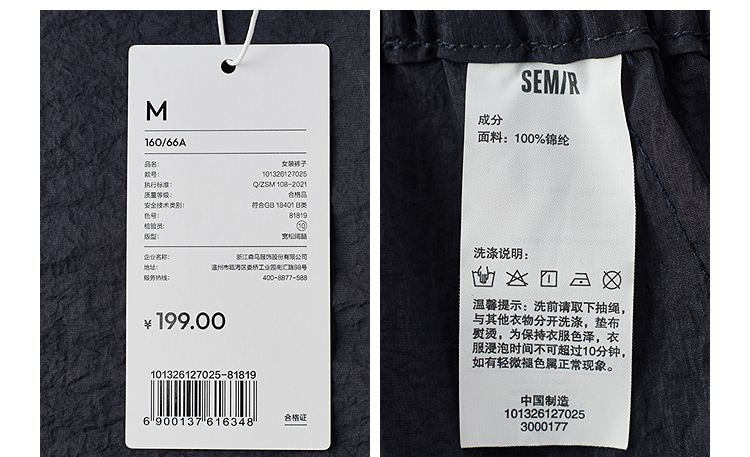 M
160/66A
品名: 女装裤子
款号: 101326127025
执行标准: Q/ZSM 108-2021
质量等级: 合格品
安全技术类别: 符合GB 18401 B类
色号: 81819
检验员: ⑩
版型: 宽松阔腿
企业名称: 浙江森马服饰股份有限公司
地址: 温州市瓯海区娄桥工业园南汇路98号
服务热线: 400-8877-588
¥ 199.00
101326127025-81819
6 900137 616348
合格证
SEMIR
成分
面料: 100%锦纶
洗涤说明:
温馨提示: 洗前请取下抽绳,
与其他衣物分开洗涤, 垫布
熨烫, 为保持衣服色泽, 衣
服浸泡时间不可超过10分钟,
如有轻微褪色属正常现象。
中国制造
101326127025
3000177